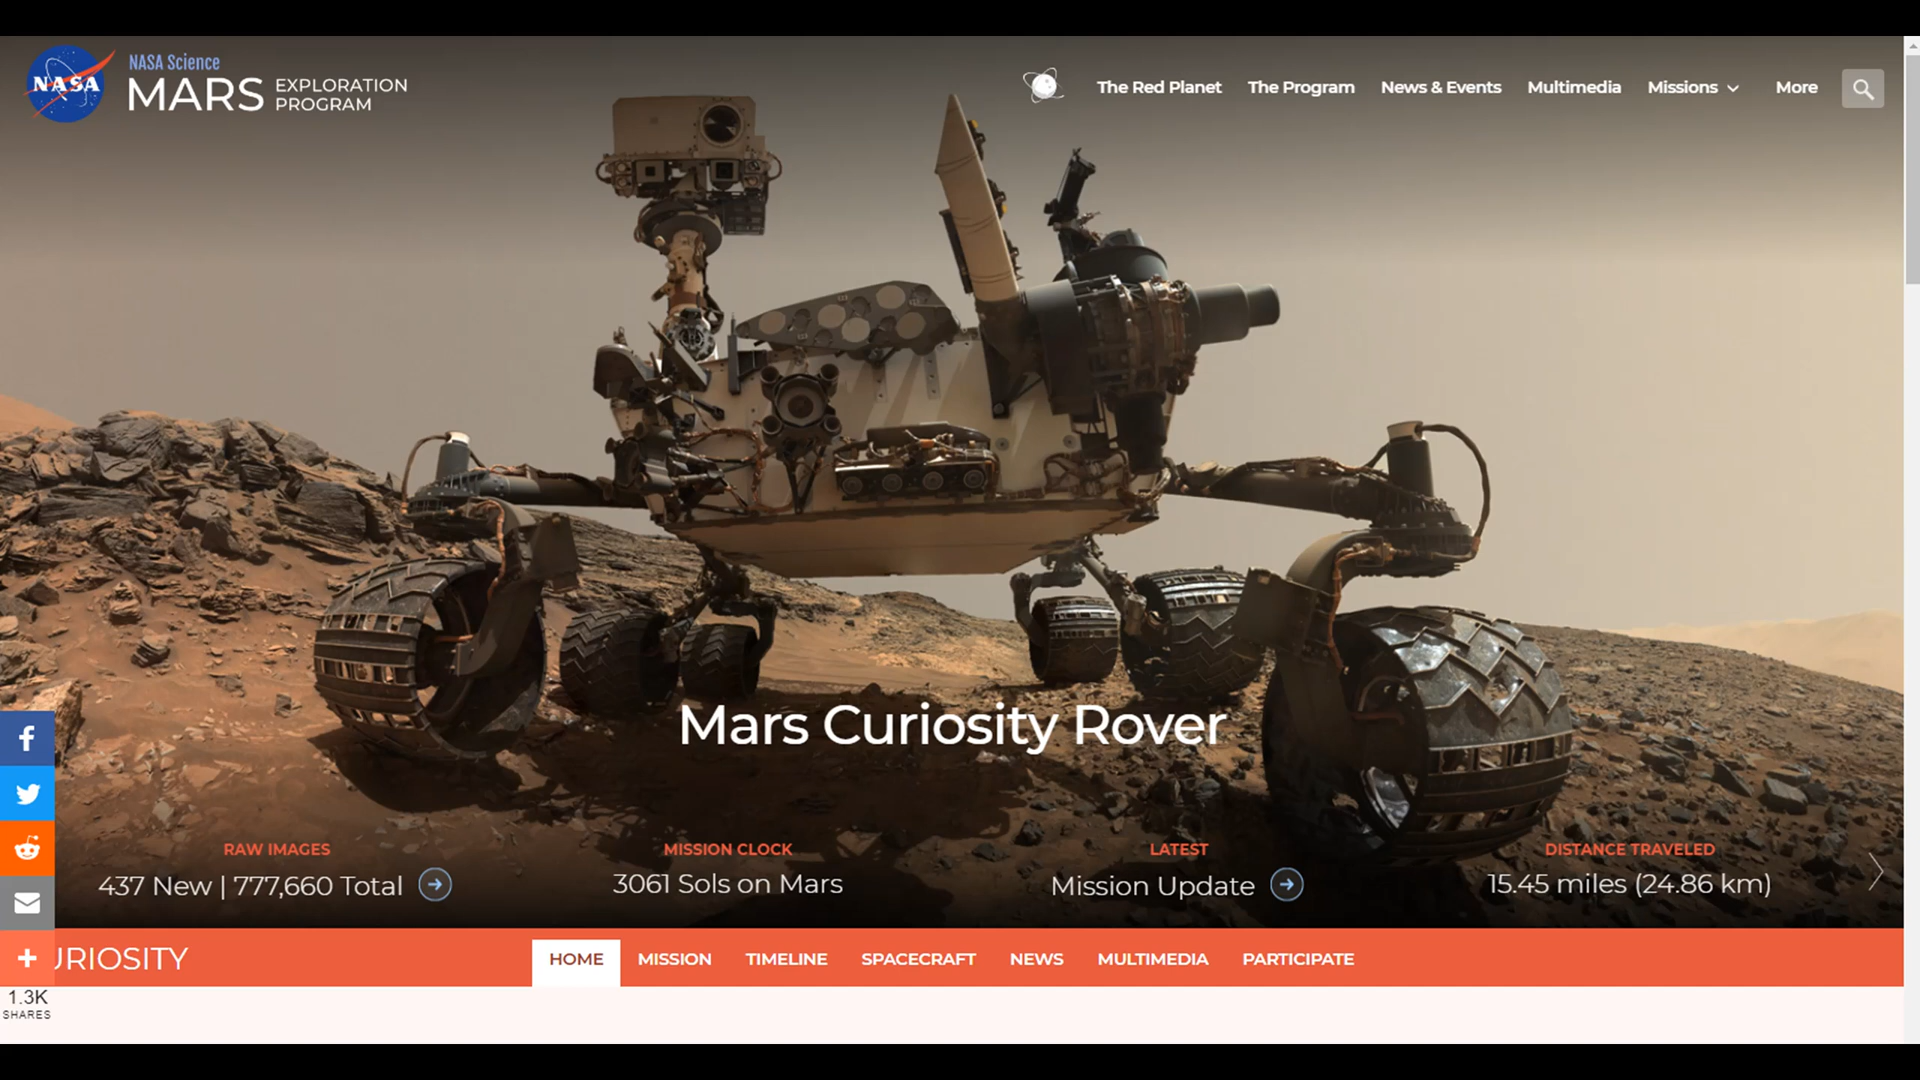 NASA
NASA Science
MARS EXPLORATION PROGRAM
The Red Planet
The Program
News & Events
Multimedia
Missions
More
Mars Curiosity Rover
RAW IMAGES
437 New | 777,660 Total
MISSION CLOCK
3061 Sols on Mars
LATEST
Mission Update
DISTANCE TRAVELED
15.45 miles (24.86 km)
URIOSITY
HOME
MISSION
TIMELINE
SPACECRAFT
NEWS
MULTIMEDIA
PARTICIPATE
1.3K
SHARES